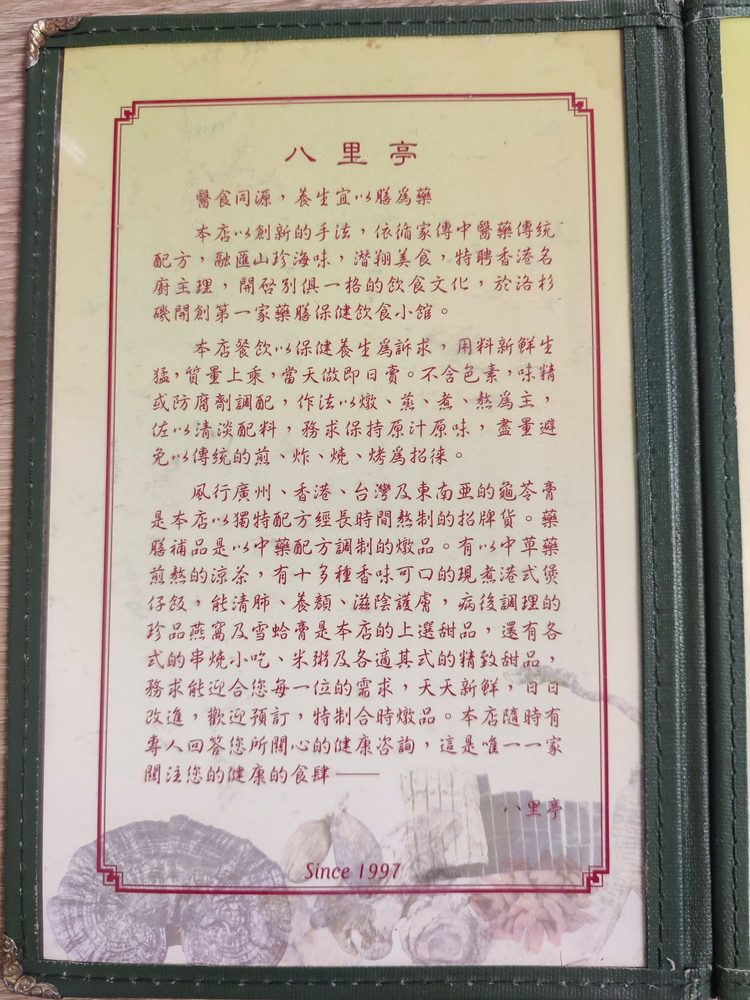 八里亭
醫食同源，養生宜以膳爲藥
本店以創新的手法，依循家傳中醫藥傳統
配方，融匯山珍海味，潛翔美食，特聘香港名
廚主理，開啓別俱一格的飲食文化，於洛杉
磯開創第一家藥膳保健飲食小館。
本店餐飲以保健養生爲訴求，用料新鮮生
猛，質量上乘，當天做即日賣。不含色素，味精
或防腐劑調配，作法以燉、蒸、煮、熬爲主，
佐以清淡配料，務求保持原汁原味，盡量避
免以傳統的煎、炸、燒、烤爲招徠。
風行廣州、香港、台灣及東南亞的龜苓膏
是本店以獨特配方經長時間熬制的招牌貨。藥
膳補品是以中藥配方調制的燉品。有以中草藥
煎熬的涼茶，有十多種香味可口的現煮港式煲
仔飯，能清肺、養顏、滋陰護膚，病後調理的
珍品燕窩及雪蛤膏是本店的上選甜品，還有各
式的串燒小吃、米粥及各適其式的精致甜品，
務求能迎合您每一位的需求，天天新鮮，日日
改進，歡迎預訂，特制合時燉品。本店隨時有
專人回答您所關心的健康咨詢，這是唯一一家
關注您的健康的食肆——
八里亭
Since 1997